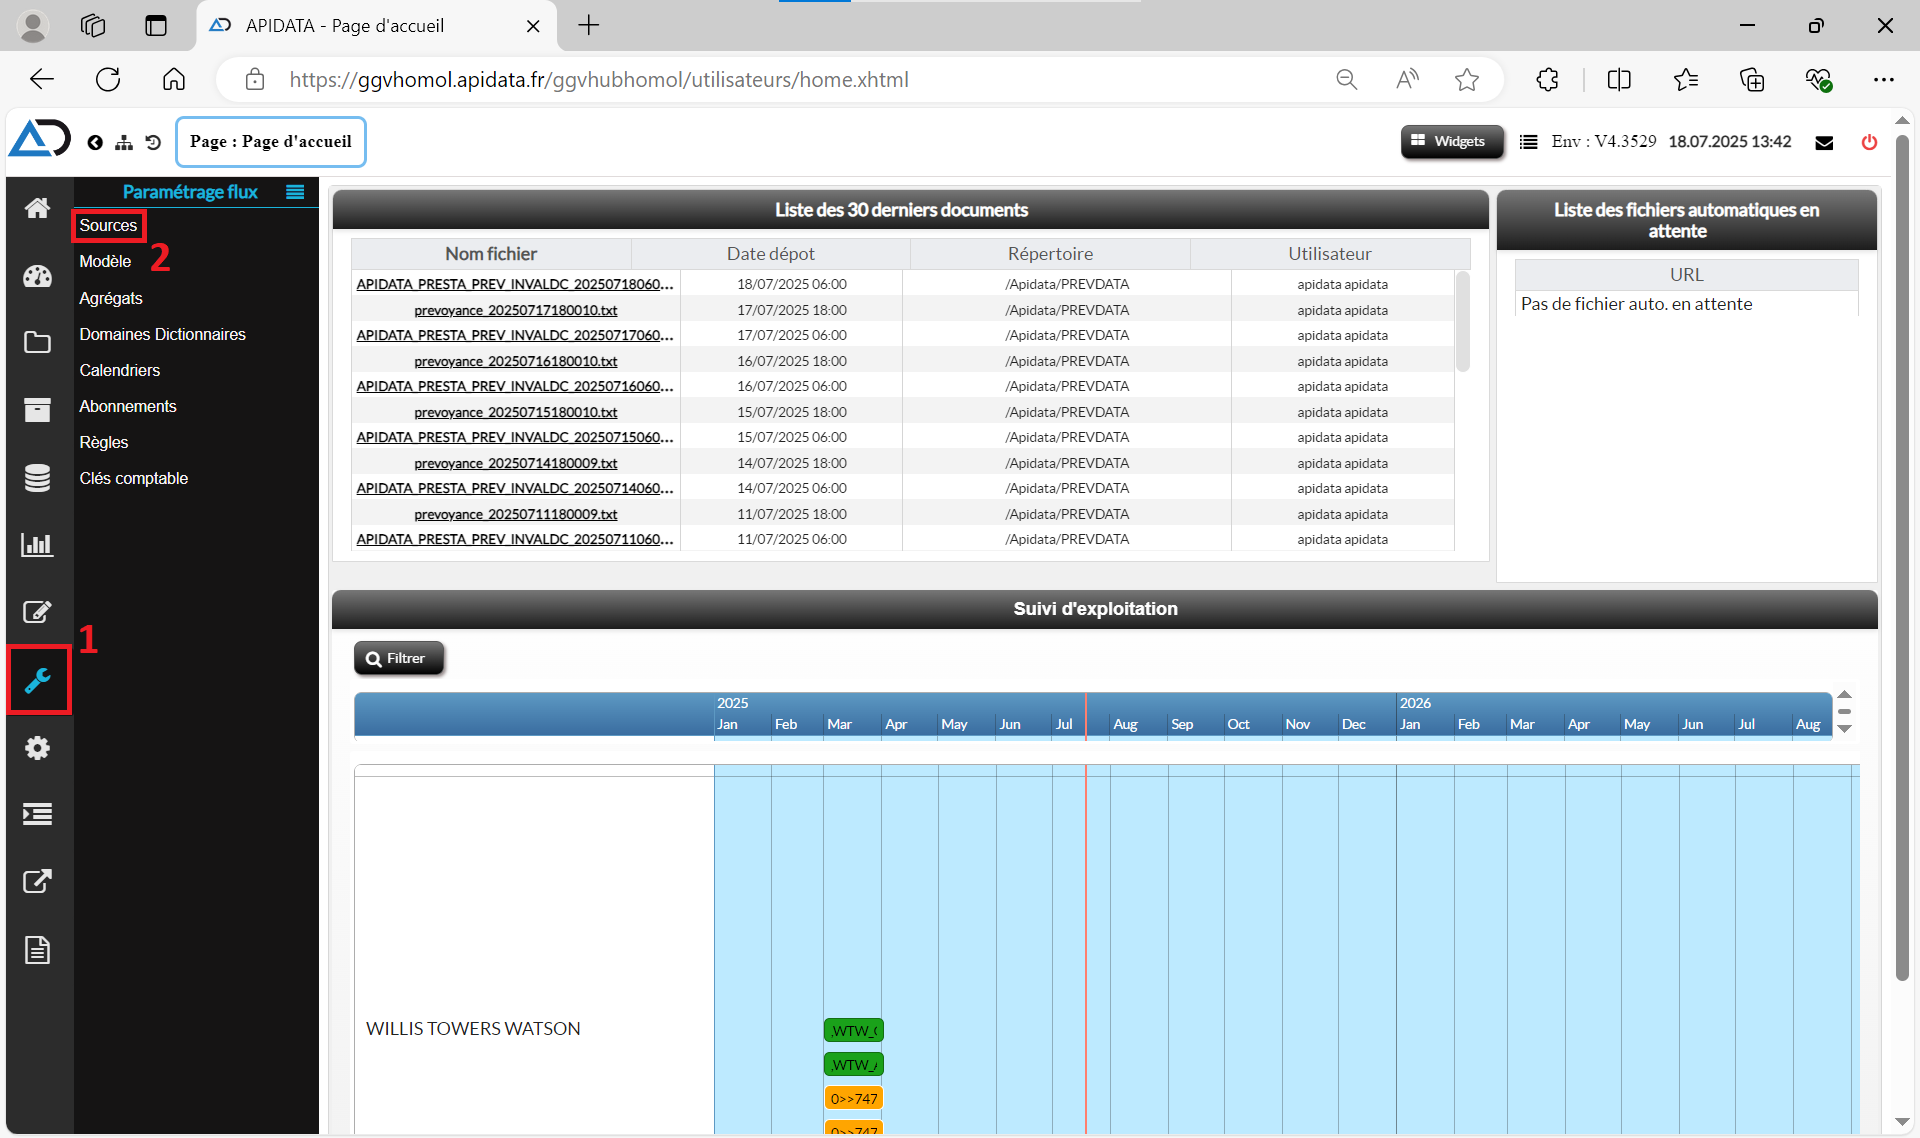 APIDATA - Page d'accueil
https://ggvhomol.apidata.fr/ggvhubhomol/utilisateurs/home.xhtml
Page : Page d'accueil
Widgets
Env : V4.3529
18.07.2025 13:42
Paramétrage flux
Sources
2
Modèle
Agrégats
Domaines Dictionnaires
Calendriers
Abonnements
Règles
Clés comptable
1
Liste des 30 derniers documents
Nom fichier Date dépot Répertoire Utilisateur
APIDATA_PRESTA_PREV_INVALDC_20250718060... 18/07/2025 06:00 /Apidata/PREVDATA apidata apidata
prevoyance_20250717180010.txt 17/07/2025 18:00 /Apidata/PREVDATA apidata apidata
APIDATA_PRESTA_PREV_INVALDC_20250717060... 17/07/2025 06:00 /Apidata/PREVDATA apidata apidata
prevoyance_20250716180010.txt 16/07/2025 18:00 /Apidata/PREVDATA apidata apidata
APIDATA_PRESTA_PREV_INVALDC_20250716060... 16/07/2025 06:00 /Apidata/PREVDATA apidata apidata
prevoyance_20250715180010.txt 15/07/2025 18:00 /Apidata/PREVDATA apidata apidata
APIDATA_PRESTA_PREV_INVALDC_20250715060... 15/07/2025 06:00 /Apidata/PREVDATA apidata apidata
prevoyance_20250714180009.txt 14/07/2025 18:00 /Apidata/PREVDATA apidata apidata
APIDATA_PRESTA_PREV_INVALDC_20250714060... 14/07/2025 06:00 /Apidata/PREVDATA apidata apidata
prevoyance_20250711180009.txt 11/07/2025 18:00 /Apidata/PREVDATA apidata apidata
APIDATA_PRESTA_PREV_INVALDC_20250711060... 11/07/2025 06:00 /Apidata/PREVDATA apidata apidata
Liste des fichiers automatiques en
attente
URL
Pas de fichier auto. en attente
Suivi d'exploitation
Filtrer
2025 2026
Jan Feb Mar Apr May Jun Jul Aug Sep Oct Nov Dec Jan Feb Mar Apr May Jun Jul Aug
WILLIS TOWERS WATSON
,WTW_
,WTW_
0>>747
0>>747